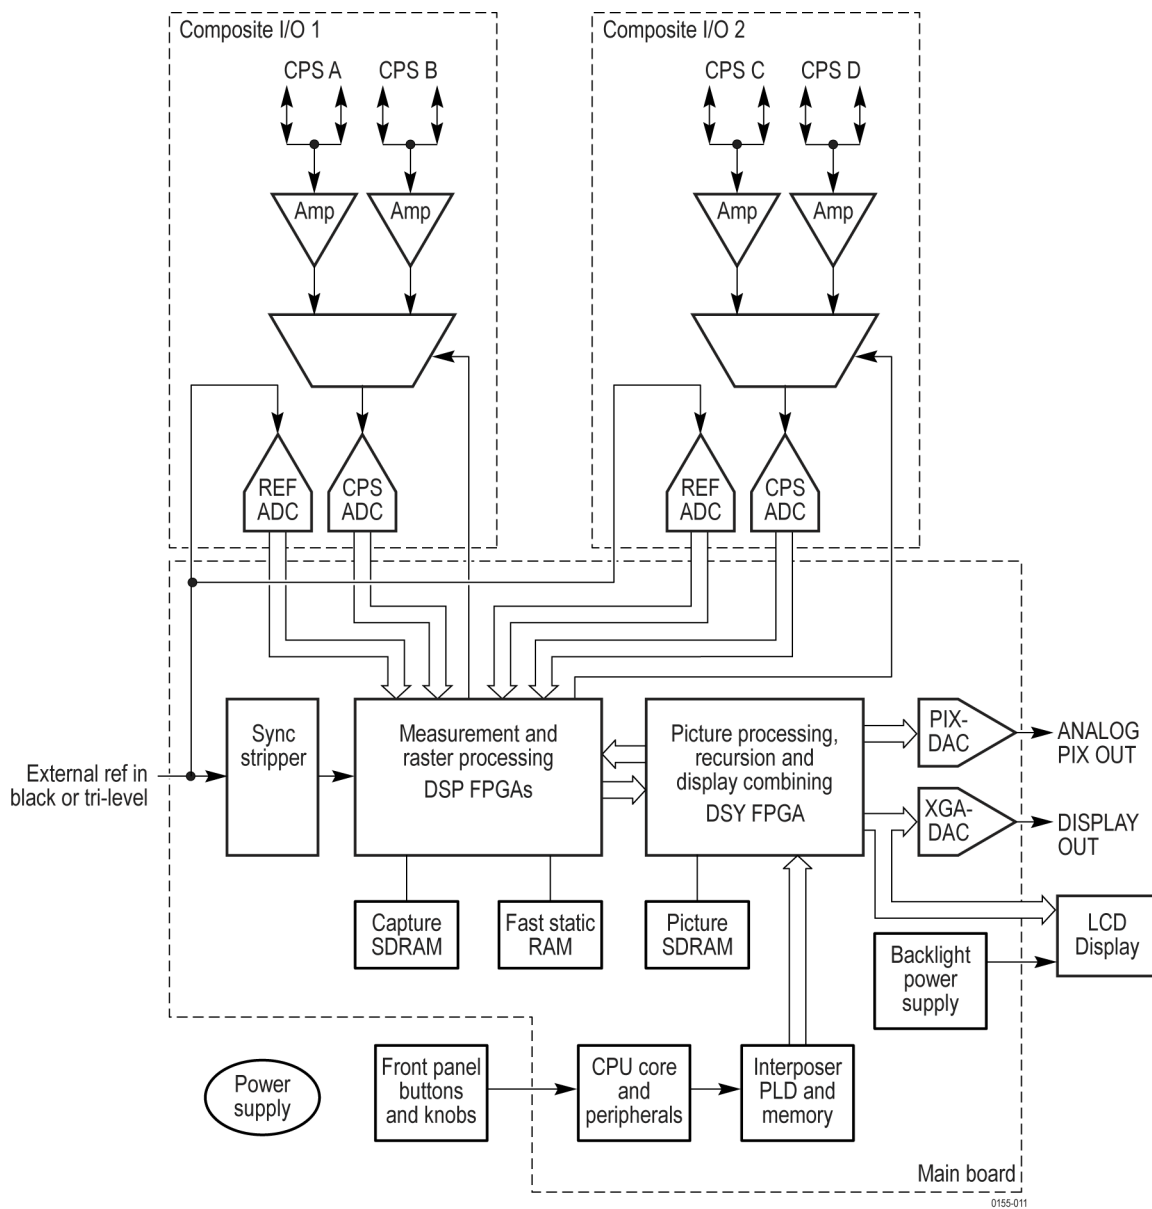 Composite I/O 1
Composite I/O 2
CPS A
CPS B
CPS C
CPS D
Amp
Amp
Amp
Amp
REF
ADC
CPS
ADC
REF
ADC
CPS
ADC
External ref in
black or tri-level
Sync
stripper
Measurement and
raster processing
DSP FPGAs
Picture processing,
recursion and
display combining
DSY FPGA
PIX-
DAC
ANALOG
PIX OUT
XGA-
DAC
DISPLAY
OUT
Capture
SDRAM
Fast static
RAM
Picture
SDRAM
LCD
Display
Backlight
power
supply
Power
supply
Front panel
buttons
and knobs
CPU core
and
peripherals
Interposer
PLD and
memory
Main board
0155-011